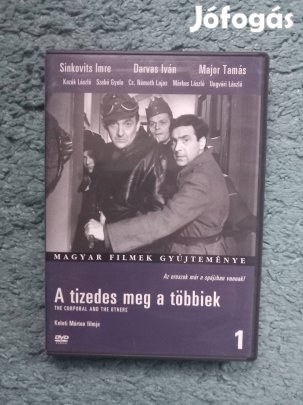 Jófogás
Sinkovits Imre Darvas Iván Major Tamás
Kozák László Szabó Gyula Cs. Németh Lajos Márkus László Ungvári László
MAGYAR FILMEK GYŰJTEMÉNYE
Az oroszok már a spájzban vannak!
A tizedes meg a többiek
THE CORPORAL AND THE OTHERS
Keleti Márton filmje
DVD
1